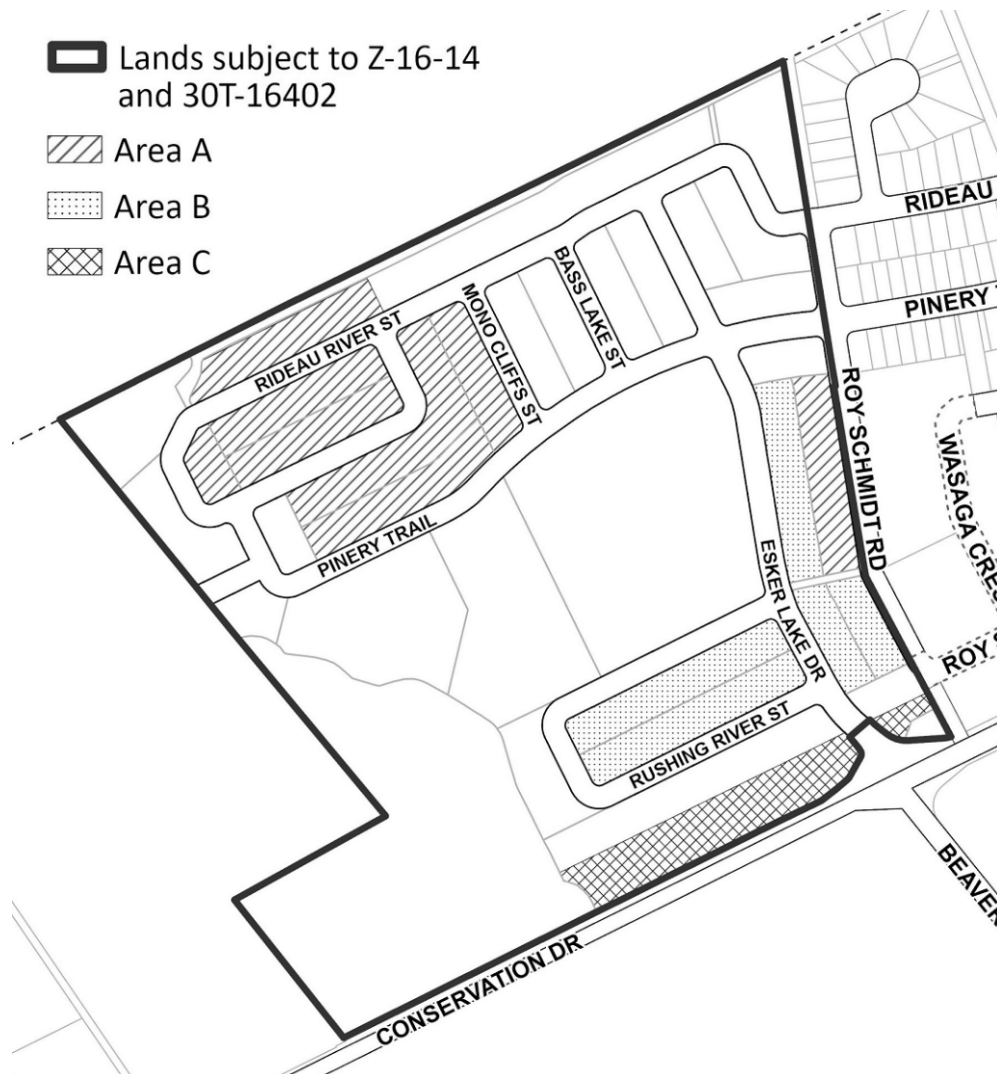 Lands subject to Z-16-14
and 30T-16402
Area A
Area B
Area C
RIDEAU
PINERY
RIDEAU RIVER ST
MONO CLIFFS ST
BASS LAKE ST
ROY SCHMIDT RD
WASAGA
PINERY TRAIL
ESKER LAKE DR
ROY
RUSHING RIVER ST
BEAVER
CONSERVATION DR